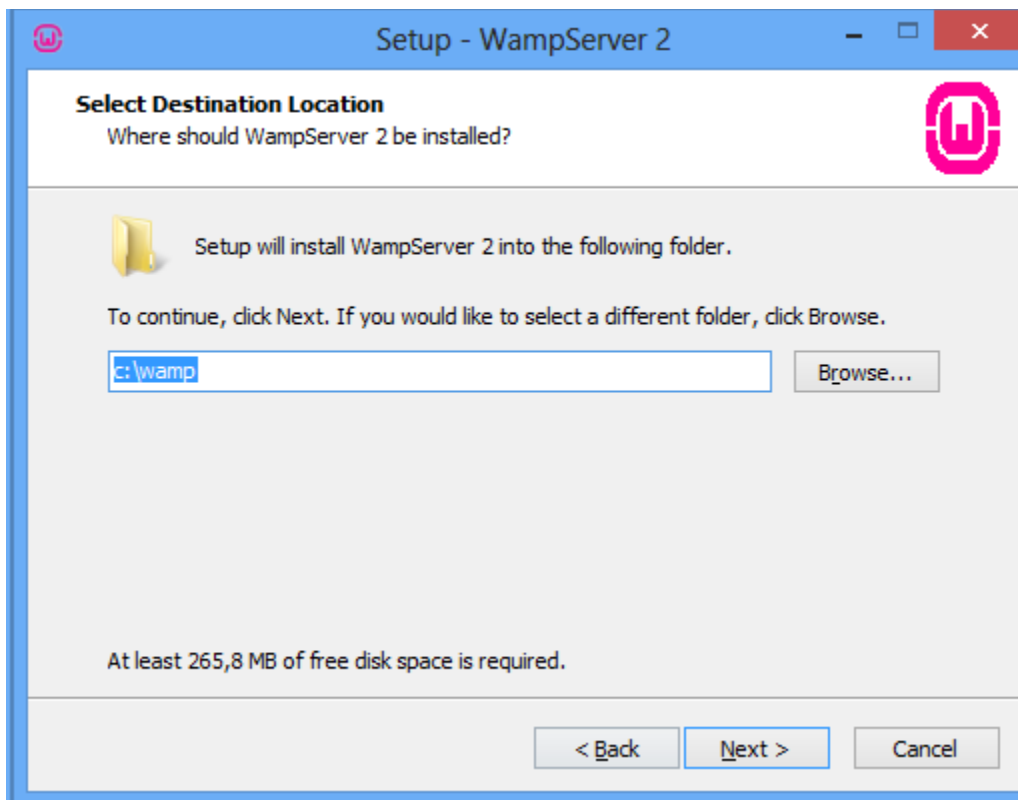 Setup - WampServer 2
Select Destination Location
Where should WampServer 2 be installed?
Setup will install WampServer 2 into the following folder.
To continue, click Next. If you would like to select a different folder, click Browse.
c:\wamp
Browse...
At least 265,8 MB of free disk space is required.
< Back
Next >
Cancel